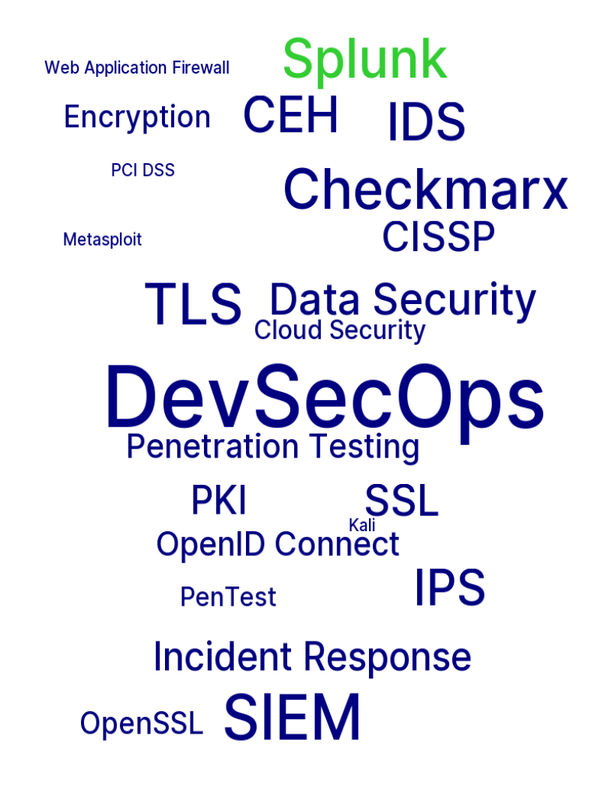 Splunk
Web Application Firewall
Encryption CEH IDS
PCI DSS
Checkmarx
Metasploit CISSP
TLS Data Security
Cloud Security
DevSecOps
Penetration Testing
PKI SSL
Kali
OpenID Connect
PenTest IPS
Incident Response
OpenSSL SIEM